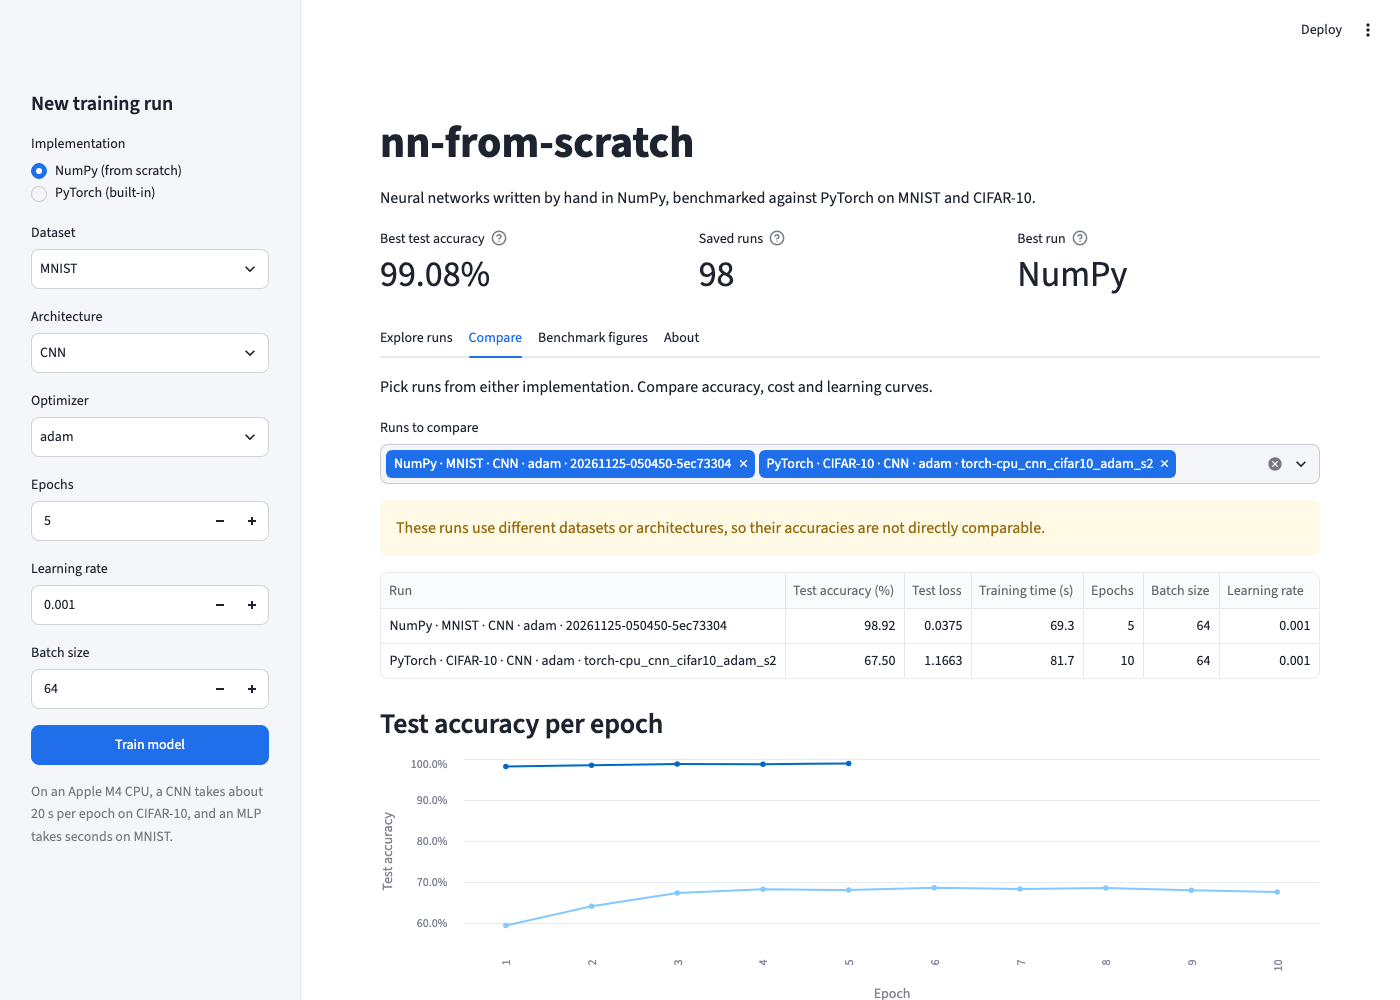 Deploy
New training run
Implementation
NumPy (from scratch)
PyTorch (built-in)
Dataset
MNIST
Architecture
CNN
Optimizer
adam
Epochs
5
Learning rate
0.001
Batch size
64
Train model
On an Apple M4 CPU, a CNN takes about
20 s per epoch on CIFAR-10, and an MLP
takes seconds on MNIST.
nn-from-scratch
Neural networks written by hand in NumPy, benchmarked against PyTorch on MNIST and CIFAR-10.
Best test accuracy Saved runs Best run
99.08% 98 NumPy
Explore runs Compare Benchmark figures About
Pick runs from either implementation. Compare accuracy, cost and learning curves.
Runs to compare
NumPy · MNIST · CNN · adam · 20261125-050450-5ec73304 PyTorch · CIFAR-10 · CNN · adam · torch-cpu_cnn_cifar10_adam_s2
These runs use different datasets or architectures, so their accuracies are not directly comparable.
Run Test accuracy (%) Test loss Training time (s) Epochs Batch size Learning rate
NumPy · MNIST · CNN · adam · 20261125-050450-5ec73304 98.92 0.0375 69.3 5 64 0.001
PyTorch · CIFAR-10 · CNN · adam · torch-cpu_cnn_cifar10_adam_s2 67.50 1.1663 81.7 10 64 0.001
Test accuracy per epoch
100.0%
90.0%
80.0%
70.0%
60.0%
Test accuracy
1 2 3 4 5 6 7 8 9 10
Epoch